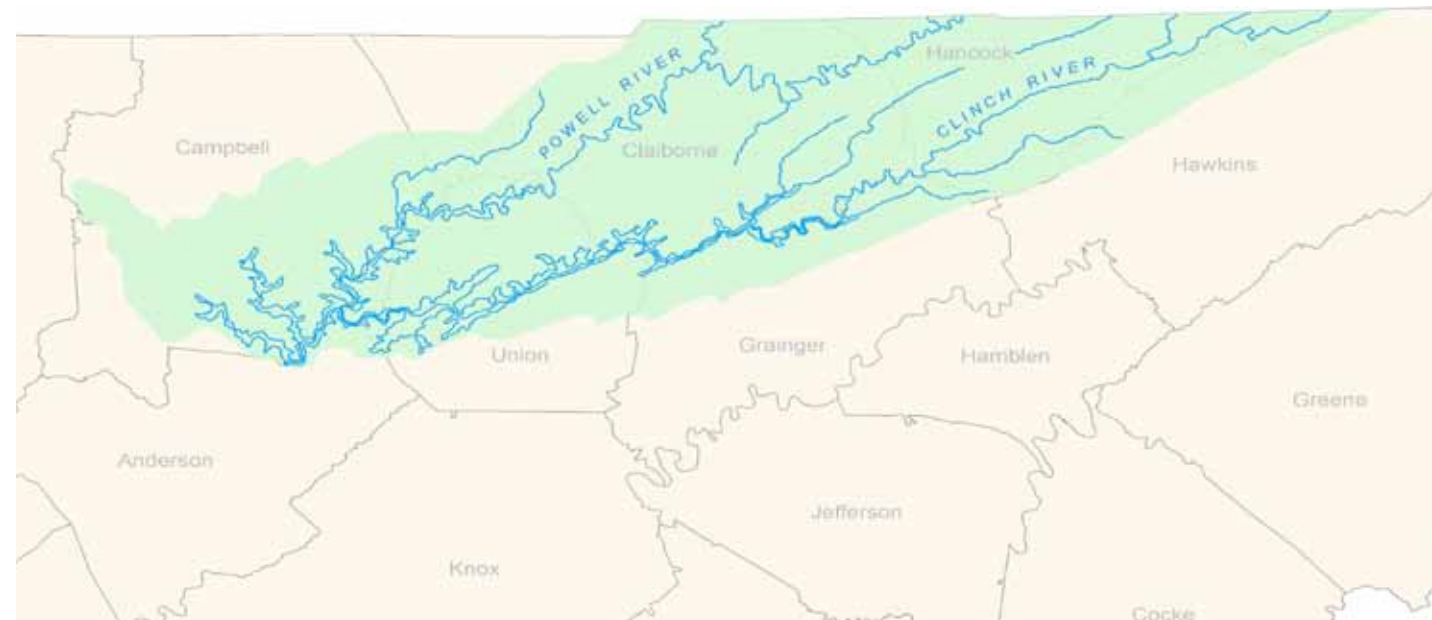 Hancock
POWELL RIVER
CLINCH RIVER
Campbell
Claiborne
Hawkins
Union
Grainger
Hamblen
Greene
Anderson
Jefferson
Knox
Cocke